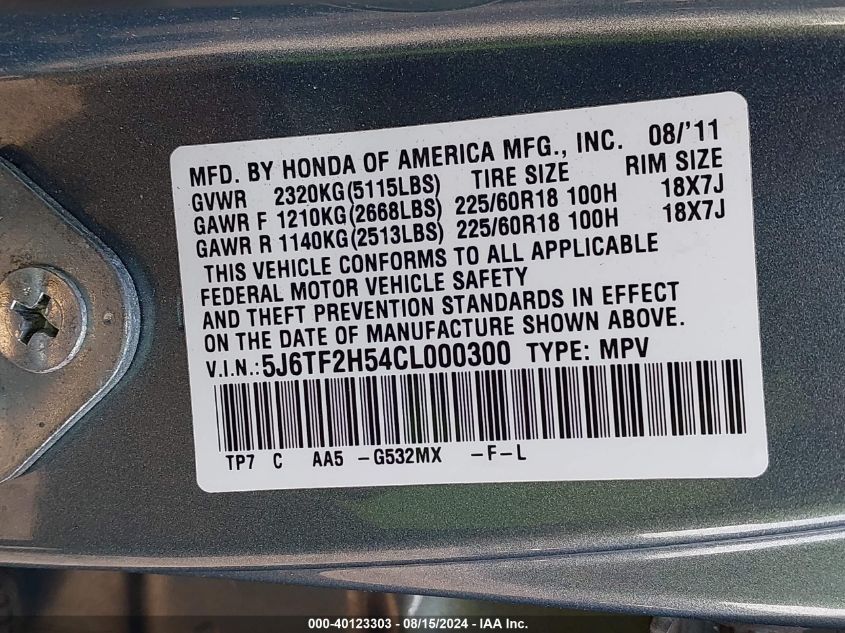 MFD. BY HONDA OF AMERICA MFG., INC. 08/'11
GVWR 2320KG(5115LBS) TIRE SIZE RIM SIZE
GAWR F 1210KG(2668LBS) 225/60R18 100H 18X7J
GAWR R 1140KG(2513LBS) 225/60R18 100H 18X7J
THIS VEHICLE CONFORMS TO ALL APPLICABLE
FEDERAL MOTOR VEHICLE SAFETY
AND THEFT PREVENTION STANDARDS IN EFFECT
ON THE DATE OF MANUFACTURE SHOWN ABOVE.
V.I.N.:5J6TF2H54CL000300 TYPE: MPV
TP7 C AA5 -G532MX -F-L
000-40123303 - 08/15/2024 - IAA Inc.